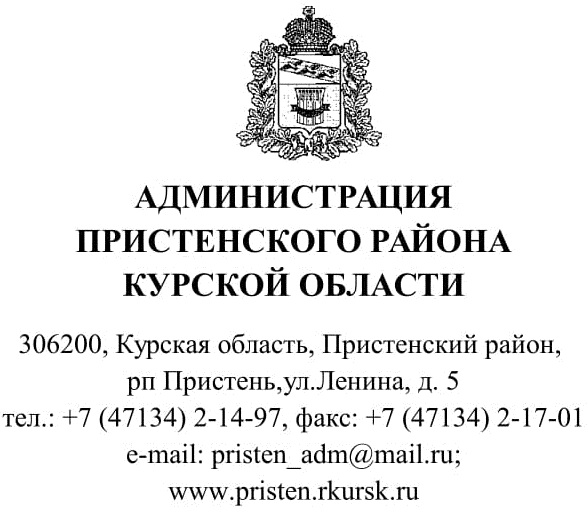 АДМИНИСТРАЦИЯ
ПРИСТЕНСКОГО РАЙОНА
КУРСКОЙ ОБЛАСТИ
306200, Курская область, Пристенский район,
рп Пристень,ул.Ленина, д. 5
тел.: +7 (47134) 2-14-97, факс: +7 (47134) 2-17-01
e-mail: pristen_adm@mail.ru;
www.pristen.rkursk.ru